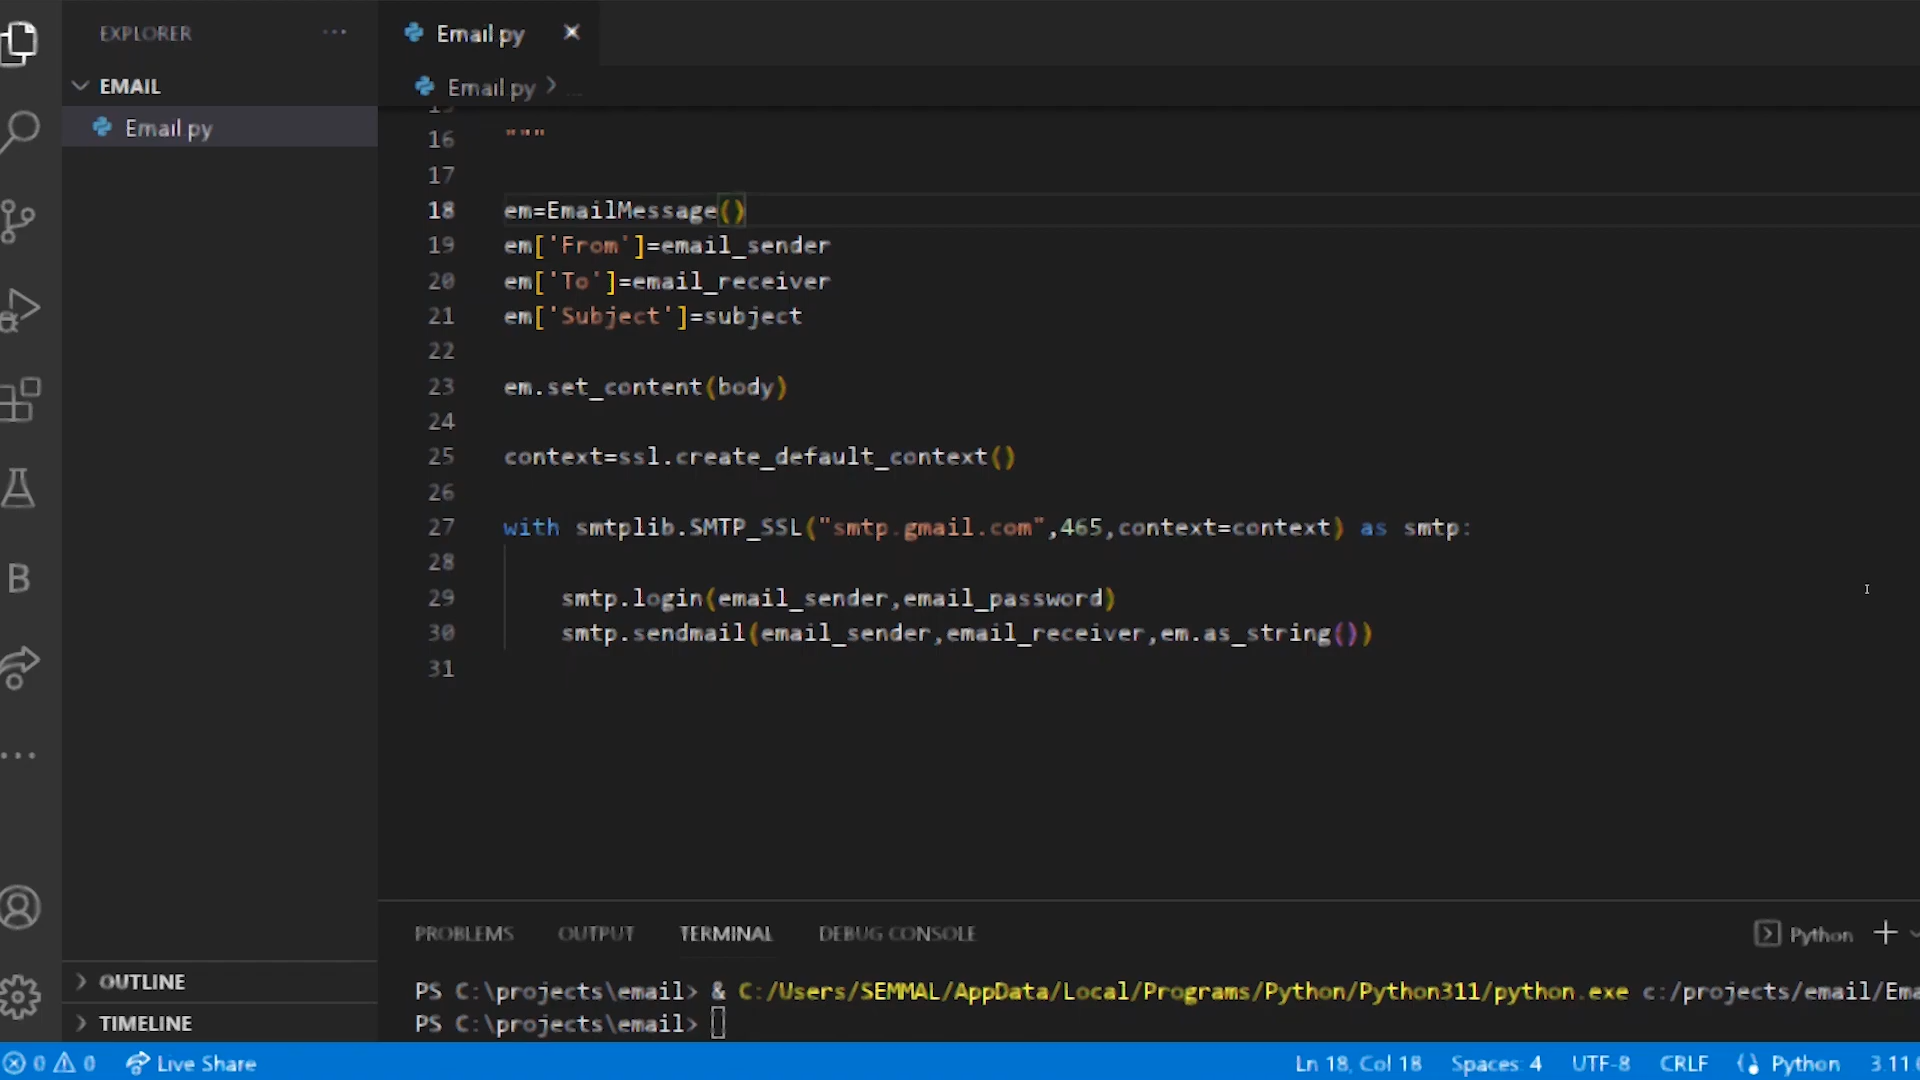 EXPLORER ...
EMAIL
Email.py
OUTLINE
TIMELINE
Email.py
Email.py > ...
16 """
17
18 em=EmailMessage()
19 em['From']=email_sender
20 em['To']=email_receiver
21 em['Subject']=subject
22
23 em.set_content(body)
24
25 context=ssl.create_default_context()
26
27 with smtplib.SMTP_SSL("smtp.gmail.com",465,context=context) as smtp:
28
29 smtp.login(email_sender,email_password)
30 smtp.sendmail(email_sender,email_receiver,em.as_string())
31
PROBLEMS OUTPUT TERMINAL DEBUG CONSOLE Python
PS C:\projects\email> & C:/Users/SEMMAL/AppData/Local/Programs/Python/Python311/python.exe c:/projects/email/Ema
PS C:\projects\email>
0 0 Live Share Ln 18, Col 18 Spaces: 4 UTF-8 CRLF Python 3.11